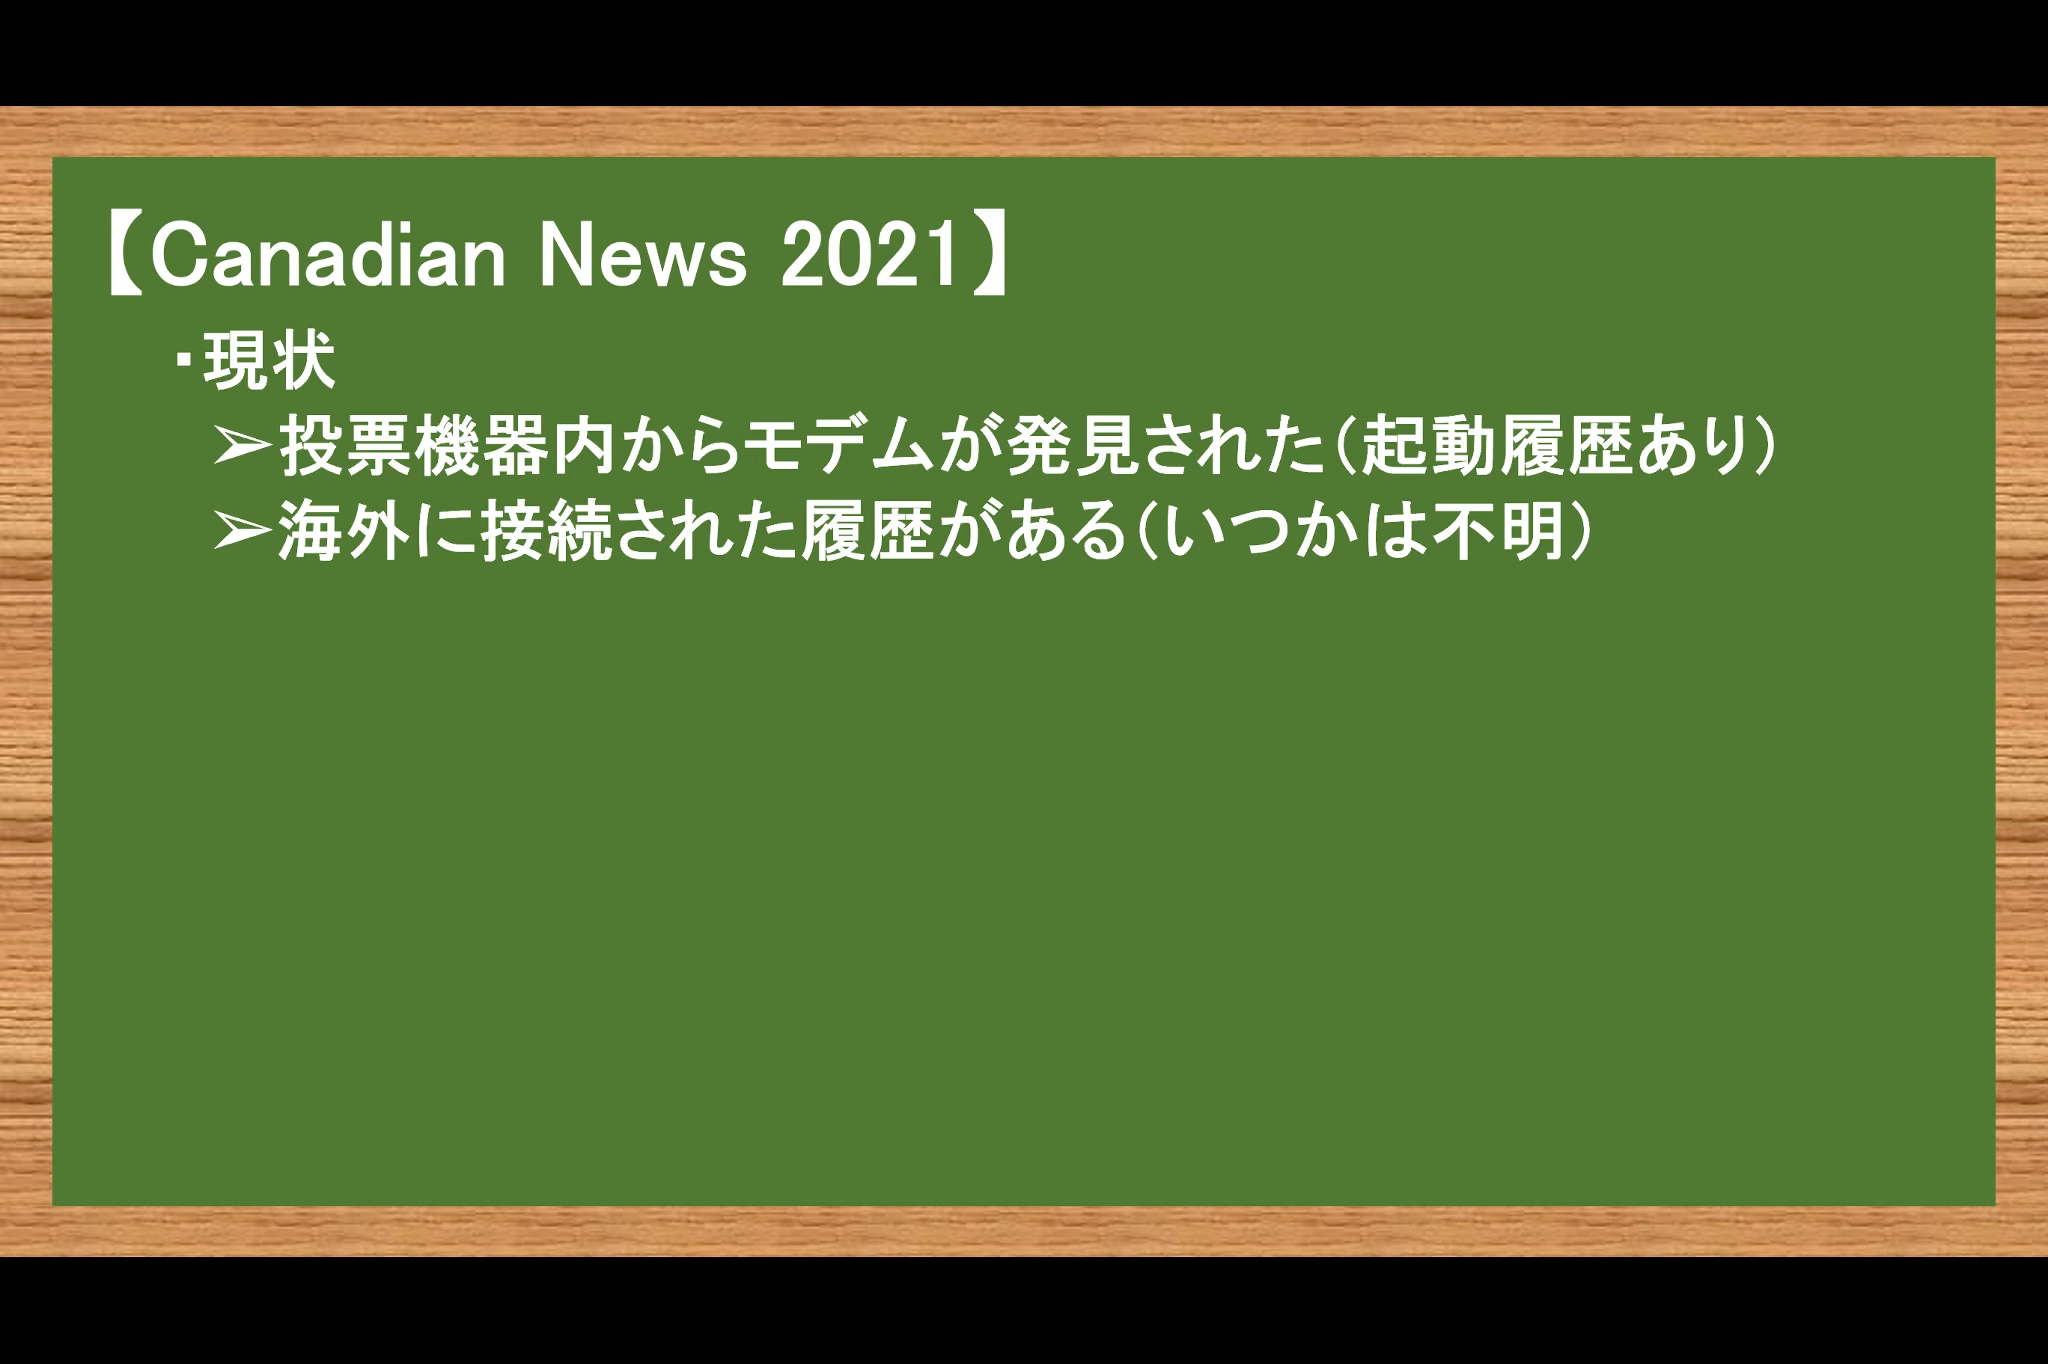 【Canadian News 2021】
・現状
➢投票機器内からモデムが発見された（起動履歴あり）
➢海外に接続された履歴がある（いつかは不明）